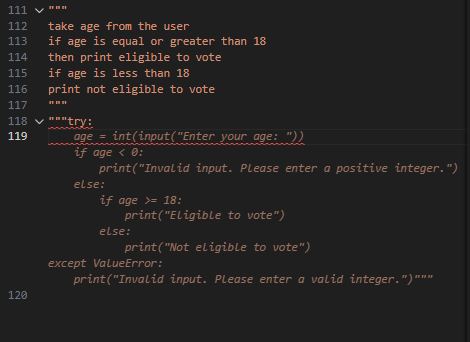 111 """
112 take age from the user
113 if age is equal or greater than 18
114 then print eligible to vote
115 if age is less than 18
116 print not eligible to vote
117 """
118 """try:
119     age = int(input("Enter your age: "))
    if age < 0:
        print("Invalid input. Please enter a positive integer.")
    else:
        if age >= 18:
            print("Eligible to vote")
        else:
            print("Not eligible to vote")
except ValueError:
    print("Invalid input. Please enter a valid integer.")"""
120